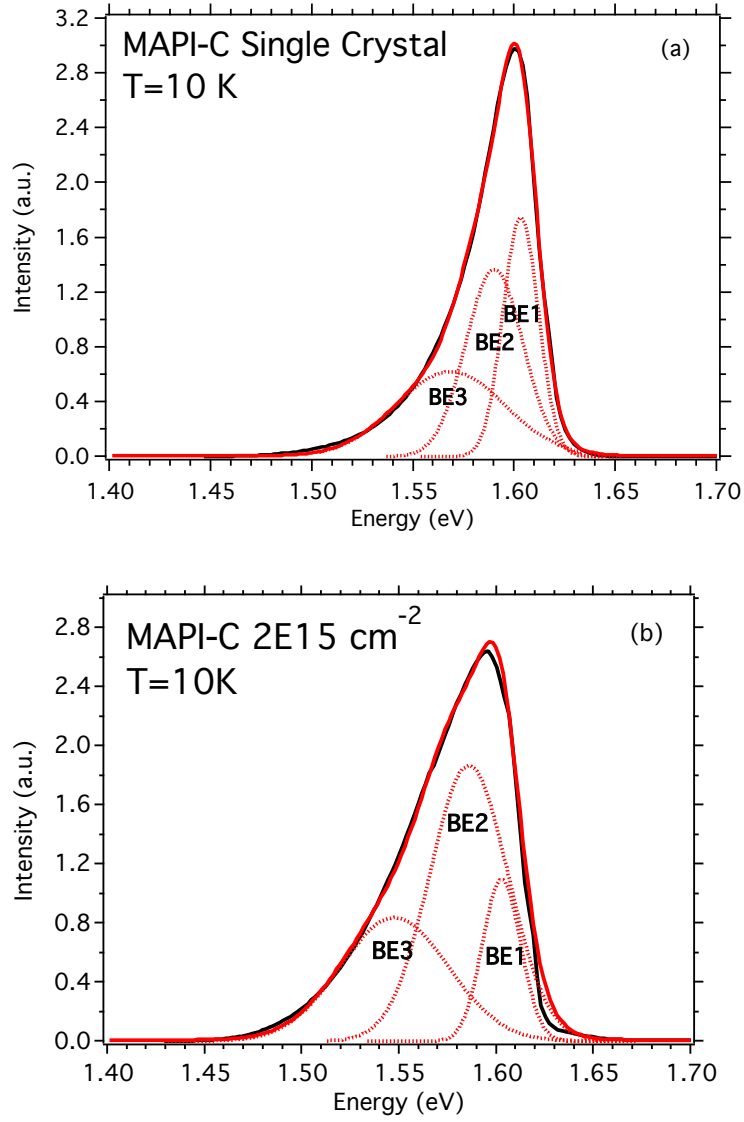 MAPI-C Single Crystal
(a)
T=10 K
3.2
2.8
2.4
2.0
1.6
1.2
0.8
0.4
0.0
Intensity (a.u.)
BE1
BE2
BE3
1.40 1.45 1.50 1.55 1.60 1.65 1.70
Energy (eV)
MAPI-C 2E15 cm⁻²
(b)
T=10K
2.8
2.4
2.0
1.6
1.2
0.8
0.4
0.0
Intensity (a.u.)
BE2
BE3
BE1
1.40 1.45 1.50 1.55 1.60 1.65 1.70
Energy (eV)